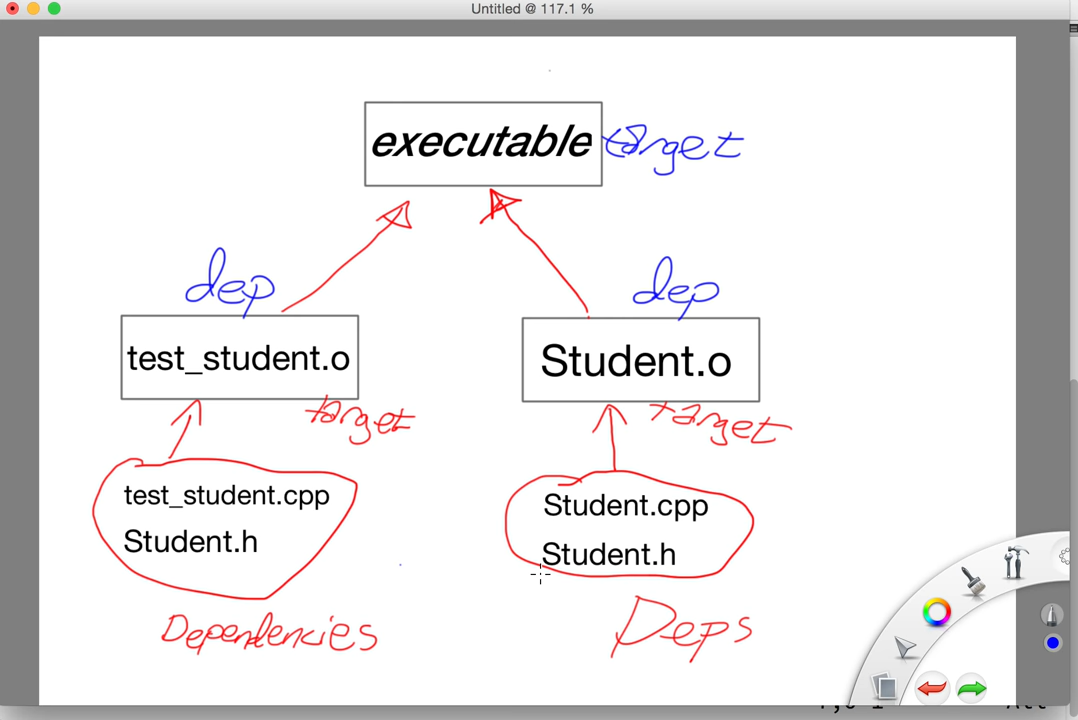 Untitled @ 117.1 %
executable target
dep dep
test_student.o Student.o
target target
test_student.cpp Student.cpp
Student.h Student.h
Dependencies Deps